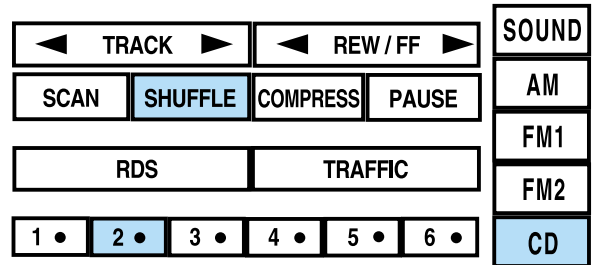 ◄ TRACK ► ◄ REW / FF ► SOUND
SCAN SHUFFLE COMPRESS PAUSE AM
FM1
RDS TRAFFIC FM2
1 • 2 • 3 • 4 • 5 • 6 • CD